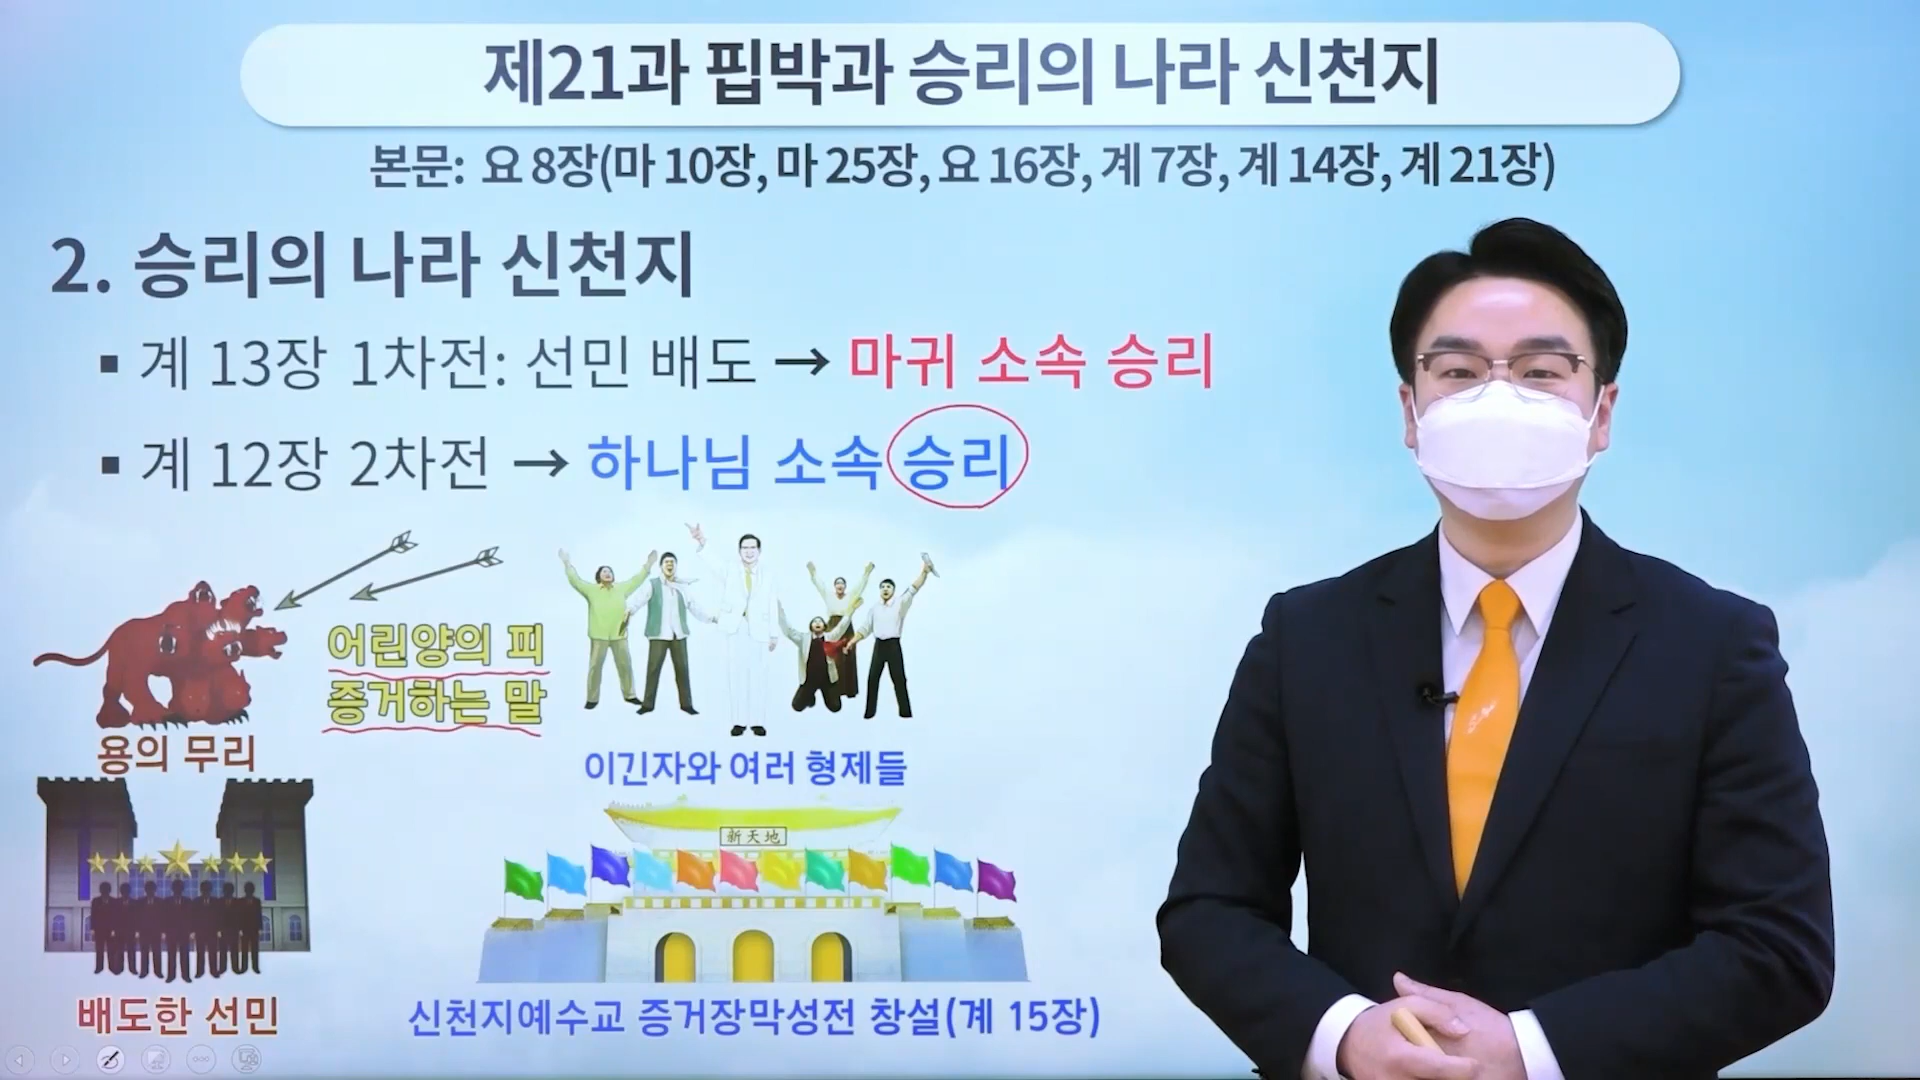 제21과 핍박과 승리의 나라 신천지
본문: 요 8장(마 10장, 마 25장, 요 16장, 계 7장, 계 14장, 계 21장)
2. 승리의 나라 신천지
▪ 계 13장 1차전: 선민 배도 → 마귀 소속 승리
▪ 계 12장 2차전 → 하나님 소속 승리
어린양의 피
증거하는 말
용의 무리
이긴자와 여러 형제들
新天地
배도한 선민
신천지예수교 증거장막성전 창설(계 15장)